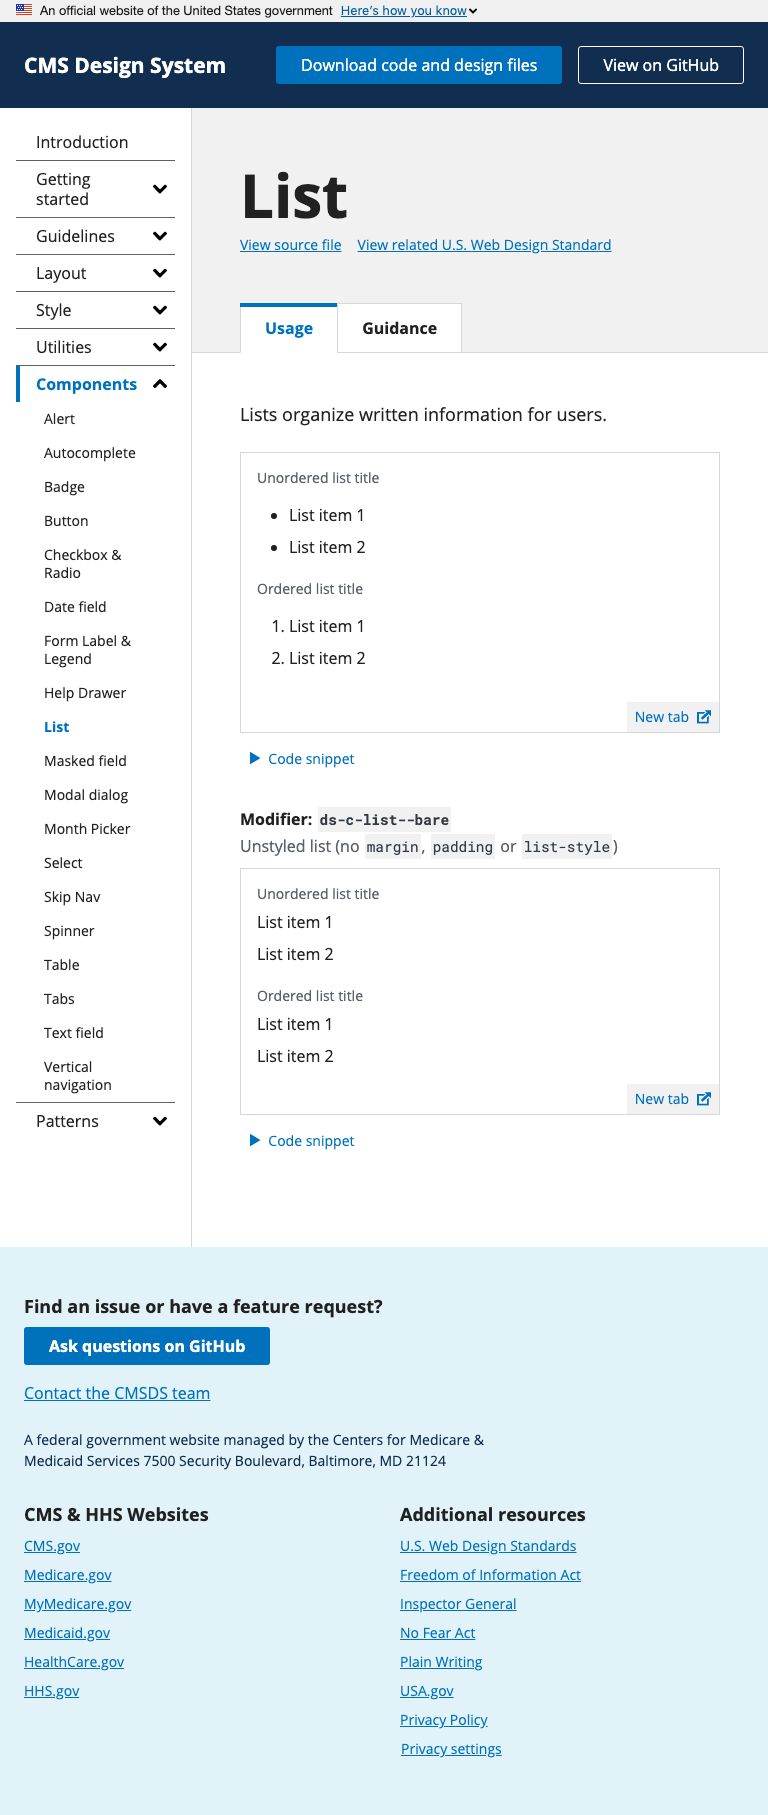 An official website of the United States government Here's how you know
CMS Design System
Download code and design files
View on GitHub
Introduction
Getting
started
Guidelines
Layout
Style
Utilities
Components
Alert
Autocomplete
Badge
Button
Checkbox &
Radio
Date field
Form Label &
Legend
Help Drawer
List
Masked field
Modal dialog
Month Picker
Select
Skip Nav
Spinner
Table
Tabs
Text field
Vertical
navigation
Patterns
List
View source file View related U.S. Web Design Standard
Usage Guidance
Lists organize written information for users.
Unordered list title
• List item 1
• List item 2
Ordered list title
1. List item 1
2. List item 2
New tab
Code snippet
Modifier: ds-c-list--bare
Unstyled list (no margin, padding or list-style)
Unordered list title
List item 1
List item 2
Ordered list title
List item 1
List item 2
New tab
Code snippet
Find an issue or have a feature request?
Ask questions on GitHub
Contact the CMSDS team
A federal government website managed by the Centers for Medicare &
Medicaid Services 7500 Security Boulevard, Baltimore, MD 21124
CMS & HHS Websites
CMS.gov
Medicare.gov
MyMedicare.gov
Medicaid.gov
HealthCare.gov
HHS.gov
Additional resources
U.S. Web Design Standards
Freedom of Information Act
Inspector General
No Fear Act
Plain Writing
USA.gov
Privacy Policy
Privacy settings